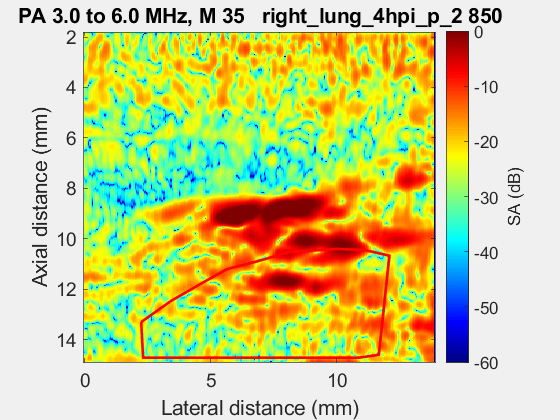 PA 3.0 to 6.0 MHz, M 35 right_lung_4hpi_p_2 850
2
4
6
8
10
12
14
Axial distance (mm)
0 5 10
Lateral distance (mm)
0
-10
-20
-30
-40
-50
-60
SA (dB)